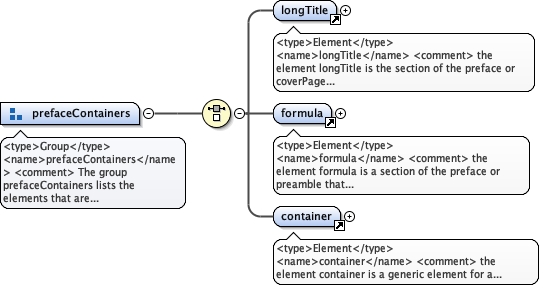 longTitle
<type>Element</type>
<name>longTitle</name> <comment> the
element longTitle is the section of the preface or
coverPage...
prefaceContainers
<type>Group</type>
<name>prefaceContainers</name
> <comment> The group
prefaceContainers lists the
elements that are...
formula
<type>Element</type>
<name>formula</name> <comment> the
element formula is a section of the preface or
preamble that...
container
<type>Element</type>
<name>container</name> <comment> the
element container is a generic element for a...